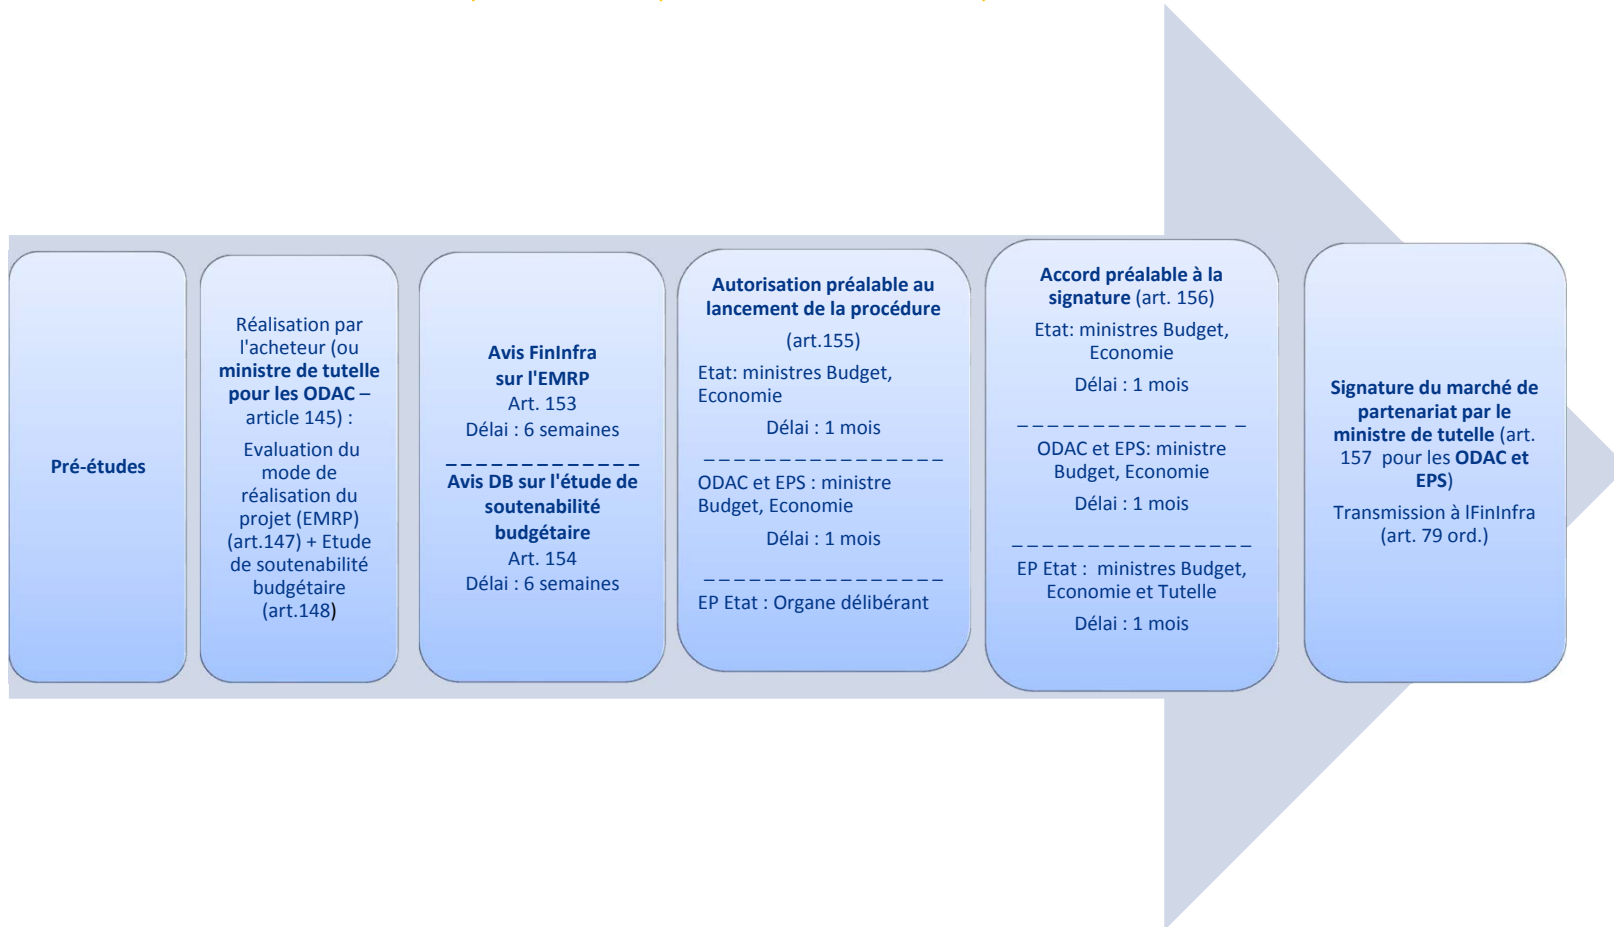 Pré-études
Réalisation par
l'acheteur (ou
ministre de tutelle
pour les ODAC –
article 145) :
Evaluation du
mode de
réalisation du
projet (EMRP)
(art.147) + Etude
de soutenabilité
budgétaire
(art.148)
Avis FinInfra
sur l'EMRP
Art. 153
Délai : 6 semaines
_ _ _ _ _ _ _ _ _ _ _ _ _
Avis DB sur l'étude de
soutenabilité
budgétaire
Art. 154
Délai : 6 semaines
Autorisation préalable au
lancement de la procédure
(art.155)
Etat: ministres Budget,
Economie
Délai : 1 mois
_ _ _ _ _ _ _ _ _ _ _ _ _ _ _ _
ODAC et EPS : ministre
Budget, Economie
Délai : 1 mois
_ _ _ _ _ _ _ _ _ _ _ _ _ _ _ _
EP Etat : Organe délibérant
Accord préalable à la
signature (art. 156)
Etat: ministres Budget,
Economie
Délai : 1 mois
_ _ _ _ _ _ _ _ _ _ _ _ _ _  _
ODAC et EPS: ministre
Budget, Economie
Délai : 1 mois
_ _ _ _ _ _ _ _ _ _ _ _ _ _ _ _
EP Etat :  ministres Budget,
Economie et Tutelle
Délai : 1 mois
Signature du marché de
partenariat par le
ministre de tutelle (art.
157  pour les ODAC et
EPS)
Transmission à lFinInfra
(art. 79 ord.)